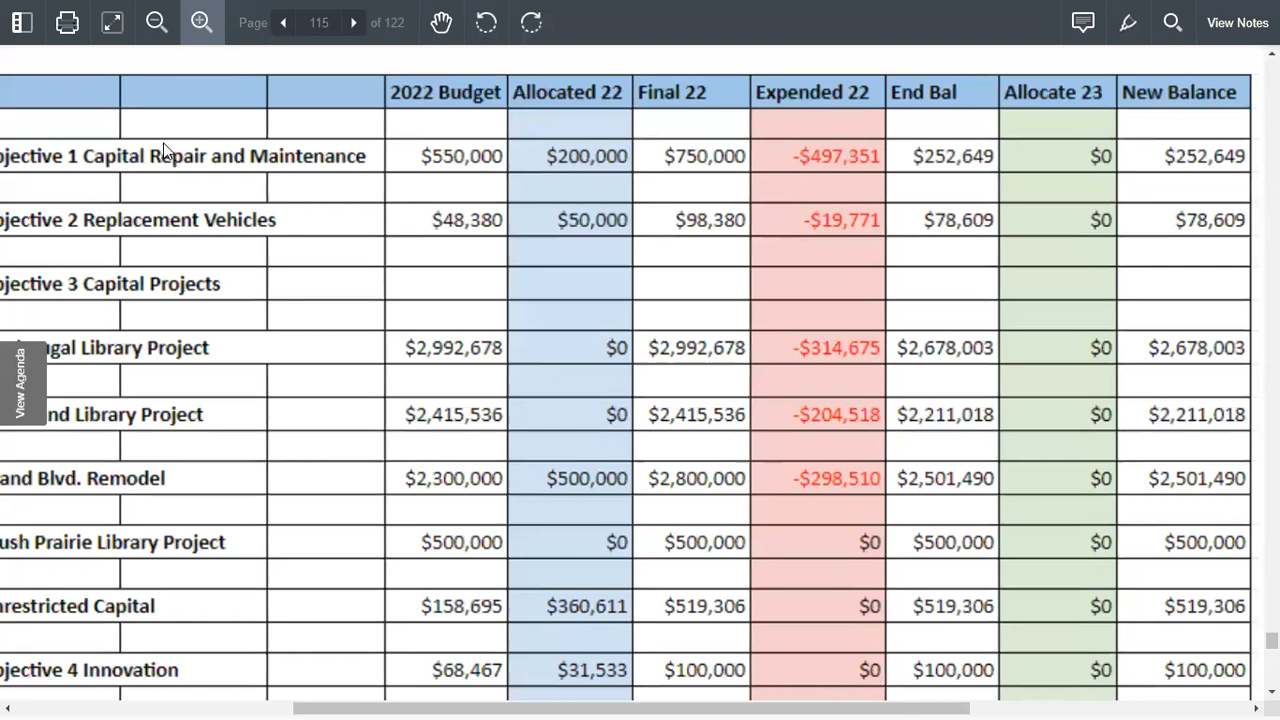 Page 115 of 122 View Notes
2022 Budget Allocated 22 Final 22 Expended 22 End Bal Allocate 23 New Balance
bjective 1 Capital Repair and Maintenance $550,000 $200,000 $750,000 -$497,351 $252,649 $0 $252,649
bjective 2 Replacement Vehicles $48,380 $50,000 $98,380 -$19,771 $78,609 $0 $78,609
bjective 3 Capital Projects
ugal Library Project $2,992,678 $0 $2,992,678 -$314,675 $2,678,003 $0 $2,678,003
View Agenda
nd Library Project $2,415,536 $0 $2,415,536 -$204,518 $2,211,018 $0 $2,211,018
rand Blvd. Remodel $2,300,000 $500,000 $2,800,000 -$298,510 $2,501,490 $0 $2,501,490
ush Prairie Library Project $500,000 $0 $500,000 $0 $500,000 $0 $500,000
nrestricted Capital $158,695 $360,611 $519,306 $0 $519,306 $0 $519,306
bjective 4 Innovation $68,467 $31,533 $100,000 $0 $100,000 $0 $100,000